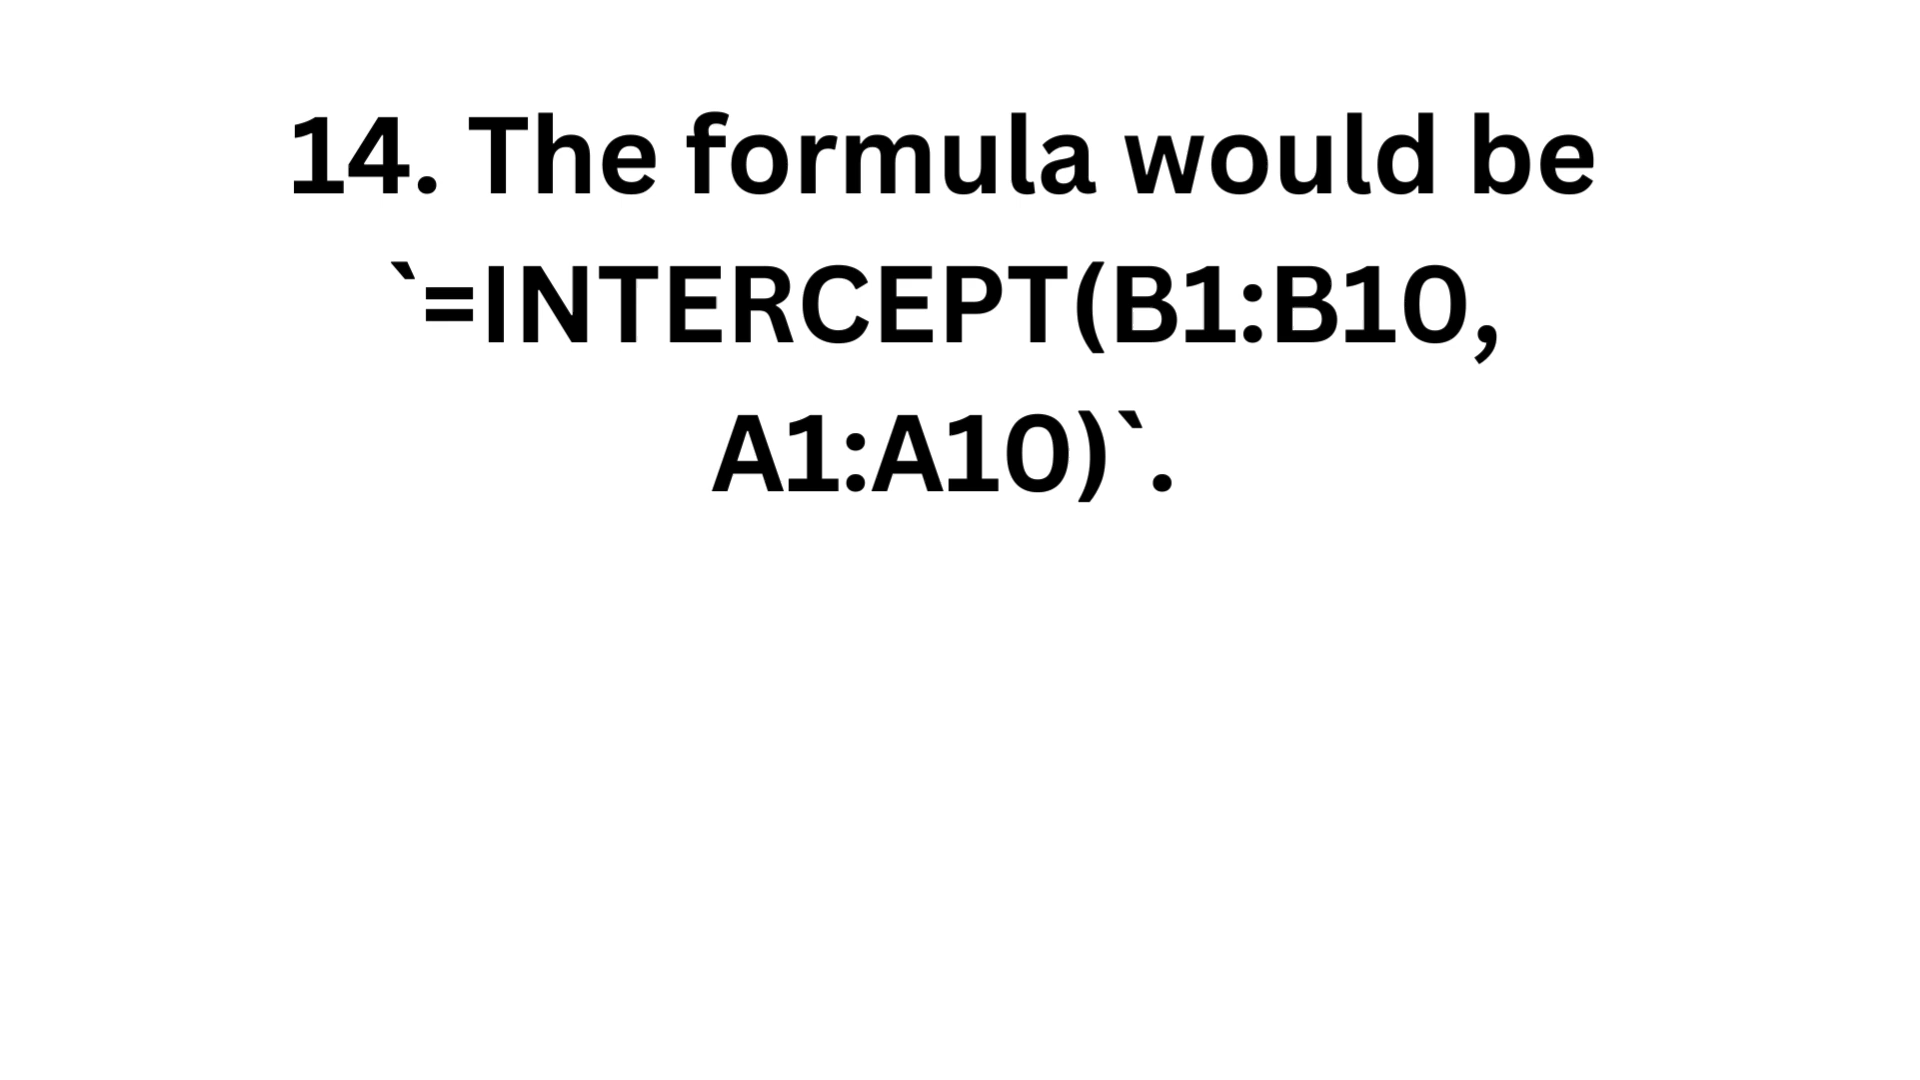 14. The formula would be
`=INTERCEPT(B1:B10,
A1:A10)`.